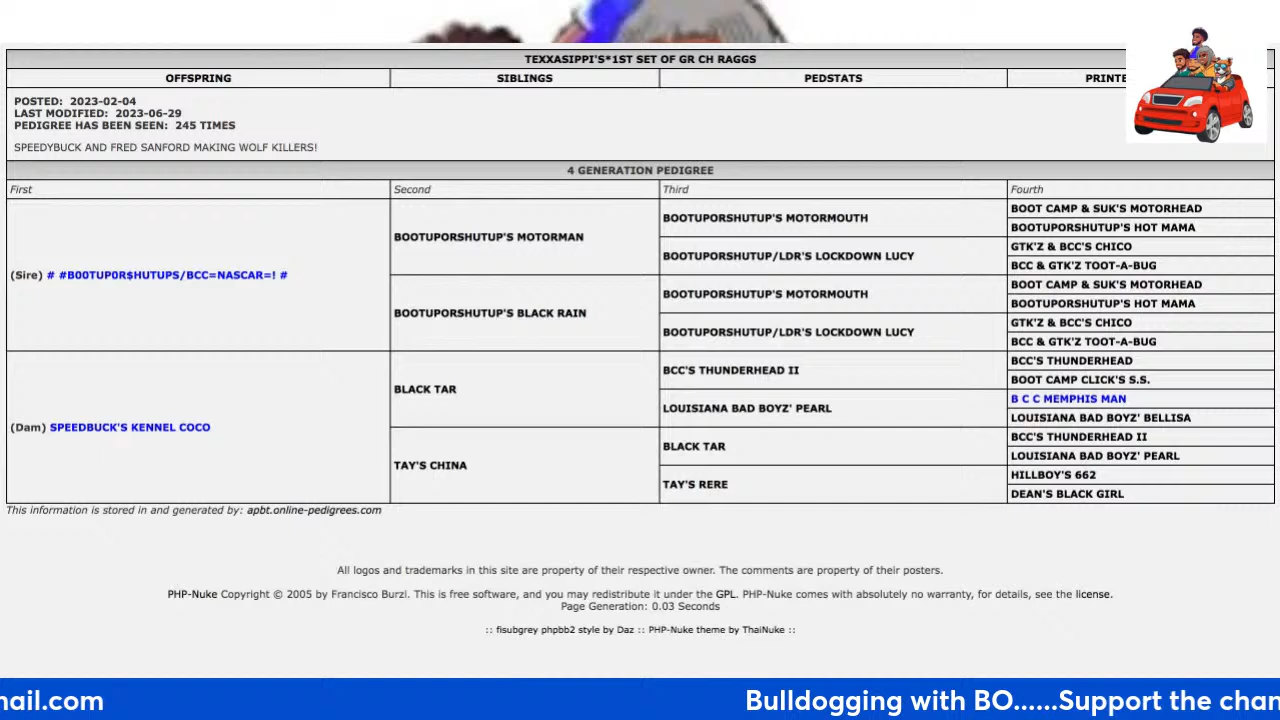 TEXXASIPPI'S*1ST SET OF GR CH RAGGS
OFFSPRING SIBLINGS PEDSTATS
POSTED: 2023-02-04
LAST MODIFIED: 2023-06-29
PEDIGREE HAS BEEN SEEN: 245 TIMES
SPEEDYBUCK AND FRED SANFORD MAKING WOLF KILLERS!
4 GENERATION PEDIGREE
First Second Third Fourth
(Sire) # #B00TUP0R$HUTUPS/BCC=NASCAR=! #
BOOTUPORSHUTUP'S MOTORMAN
BOOTUPORSHUTUP'S MOTORMOUTH
BOOT CAMP & SUK'S MOTORHEAD
BOOTUPORSHUTUP'S HOT MAMA
BOOTUPORSHUTUP/LDR'S LOCKDOWN LUCY
GTK'Z & BCC'S CHICO
BCC & GTK'Z TOOT-A-BUG
BOOTUPORSHUTUP'S BLACK RAIN
BOOTUPORSHUTUP'S MOTORMOUTH
BOOT CAMP & SUK'S MOTORHEAD
BOOTUPORSHUTUP'S HOT MAMA
BOOTUPORSHUTUP/LDR'S LOCKDOWN LUCY
GTK'Z & BCC'S CHICO
BCC & GTK'Z TOOT-A-BUG
(Dam) SPEEDBUCK'S KENNEL COCO
BLACK TAR
BCC'S THUNDERHEAD II
BCC'S THUNDERHEAD
BOOT CAMP CLICK'S S.S.
LOUISIANA BAD BOYZ' PEARL
B C C MEMPHIS MAN
LOUISIANA BAD BOYZ' BELLISA
TAY'S CHINA
BLACK TAR
BCC'S THUNDERHEAD II
LOUISIANA BAD BOYZ' PEARL
TAY'S RERE
HILLBOY'S 662
DEAN'S BLACK GIRL
This information is stored in and generated by: apbt.online-pedigrees.com
All logos and trademarks in this site are property of their respective owner. The comments are property of their posters.
PHP-Nuke Copyright © 2005 by Francisco Burzi. This is free software, and you may redistribute it under the GPL. PHP-Nuke comes with absolutely no warranty, for details, see the license.
Page Generation: 0.03 Seconds
:: fisubgrey phpbb2 style by Daz :: PHP-Nuke theme by ThaiNuke ::
Bulldogging with BO......Support the